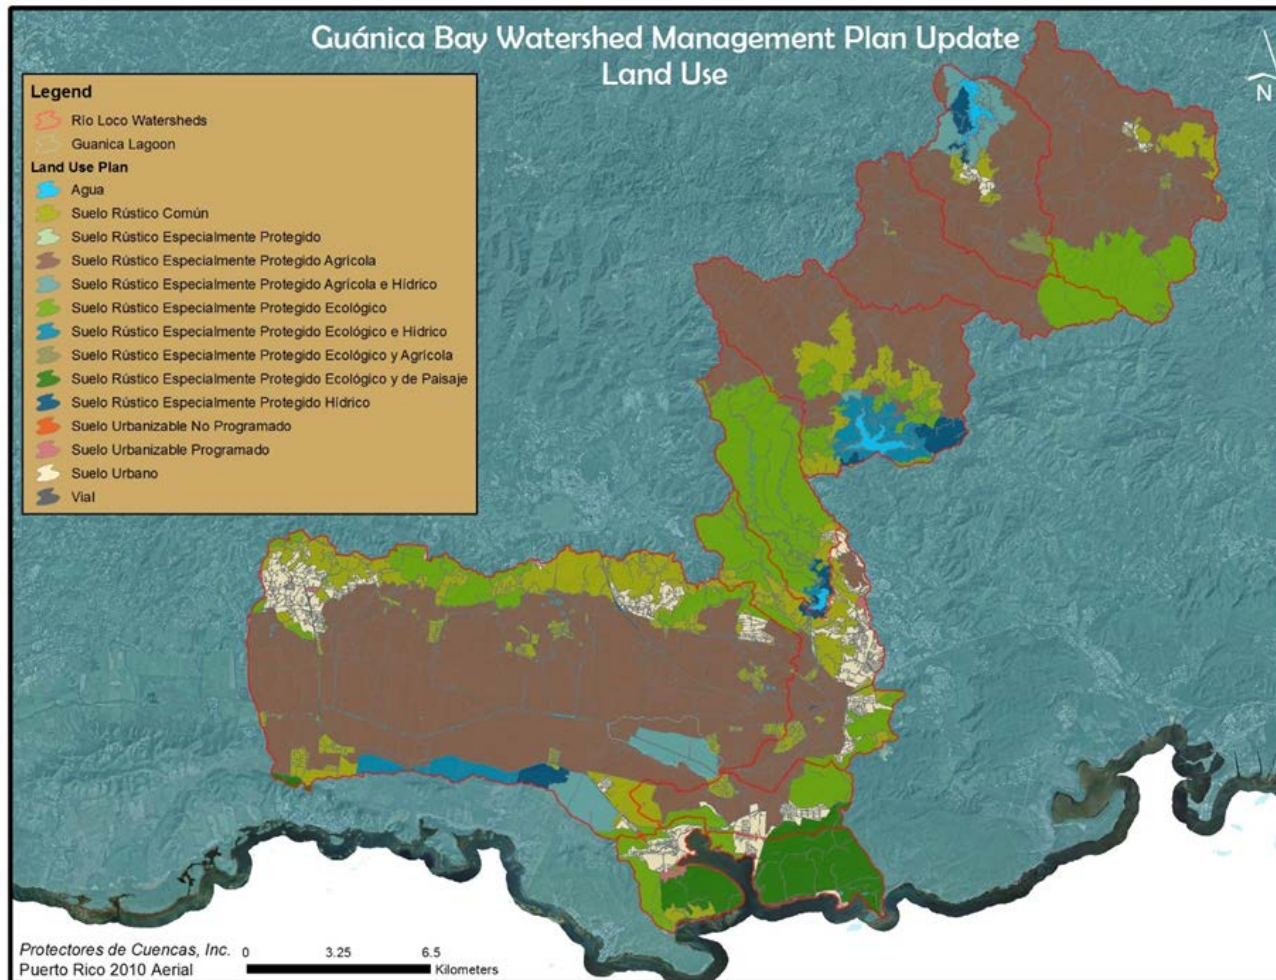 Guánica Bay Watershed Management Plan Update
Land Use
N
Legend
Río Loco Watersheds
Guanica Lagoon
Land Use Plan
Agua
Suelo Rústico Común
Suelo Rústico Especialmente Protegido
Suelo Rústico Especialmente Protegido Agrícola
Suelo Rústico Especialmente Protegido Agrícola e Hídrico
Suelo Rústico Especialmente Protegido Ecológico
Suelo Rústico Especialmente Protegido Ecológico e Hídrico
Suelo Rústico Especialmente Protegido Ecológico y Agrícola
Suelo Rústico Especialmente Protegido Ecológico y de Paisaje
Suelo Rústico Especialmente Protegido Hídrico
Suelo Urbanizable No Programado
Suelo Urbanizable Programado
Suelo Urbano
Vial
Protectores de Cuencas, Inc.
Puerto Rico 2010 Aerial
0 3.25 6.5
Kilometers